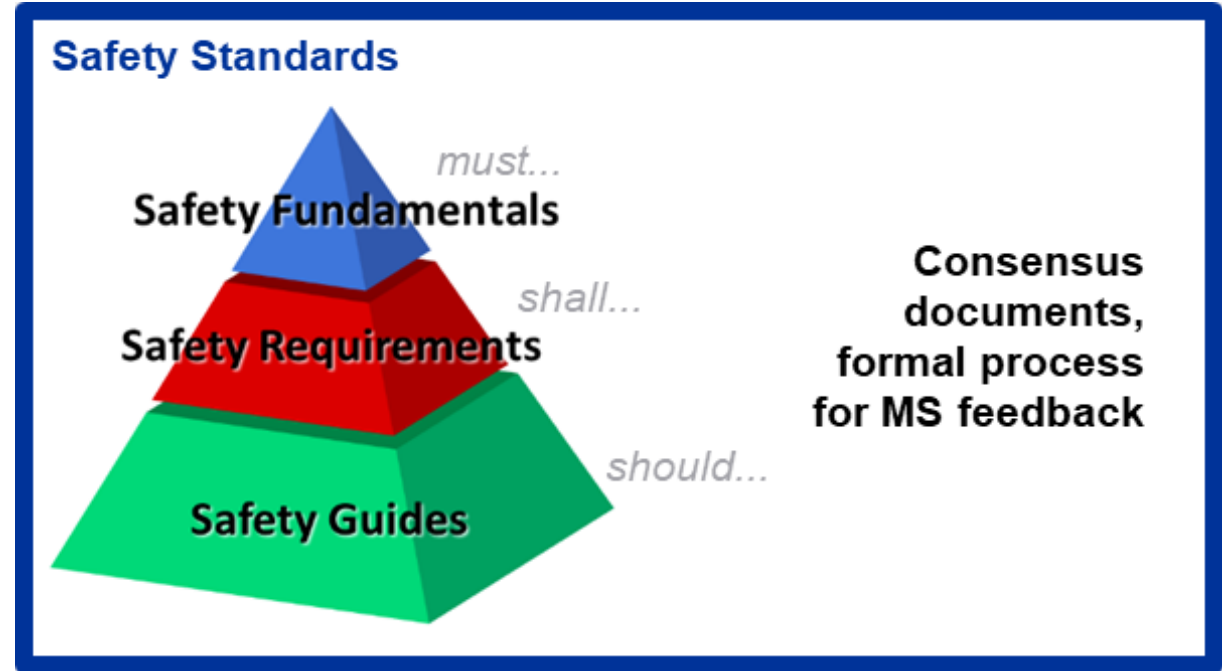 Safety Standards
must...
Safety Fundamentals
shall...
Safety Requirements
should...
Safety Guides
Consensus
documents,
formal process
for MS feedback